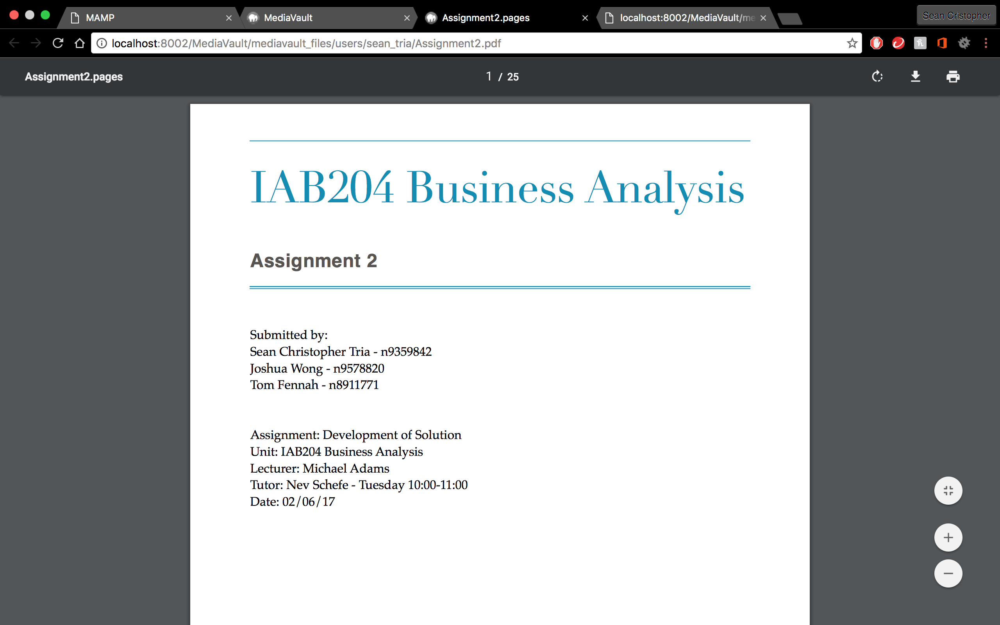 MAMP
MediaVault
Assignment2.pages
localhost:8002/MediaVault/me
Sean Cristopher
localhost:8002/MediaVault/mediavault_files/users/sean_tria/Assignment2.pdf
Assignment2.pages
1 / 25
IAB204 Business Analysis
Assignment 2
Submitted by:
Sean Christopher Tria - n9359842
Joshua Wong - n9578820
Tom Fennah - n8911771
Assignment: Development of Solution
Unit: IAB204 Business Analysis
Lecturer: Michael Adams
Tutor: Nev Schefe - Tuesday 10:00-11:00
Date: 02/06/17